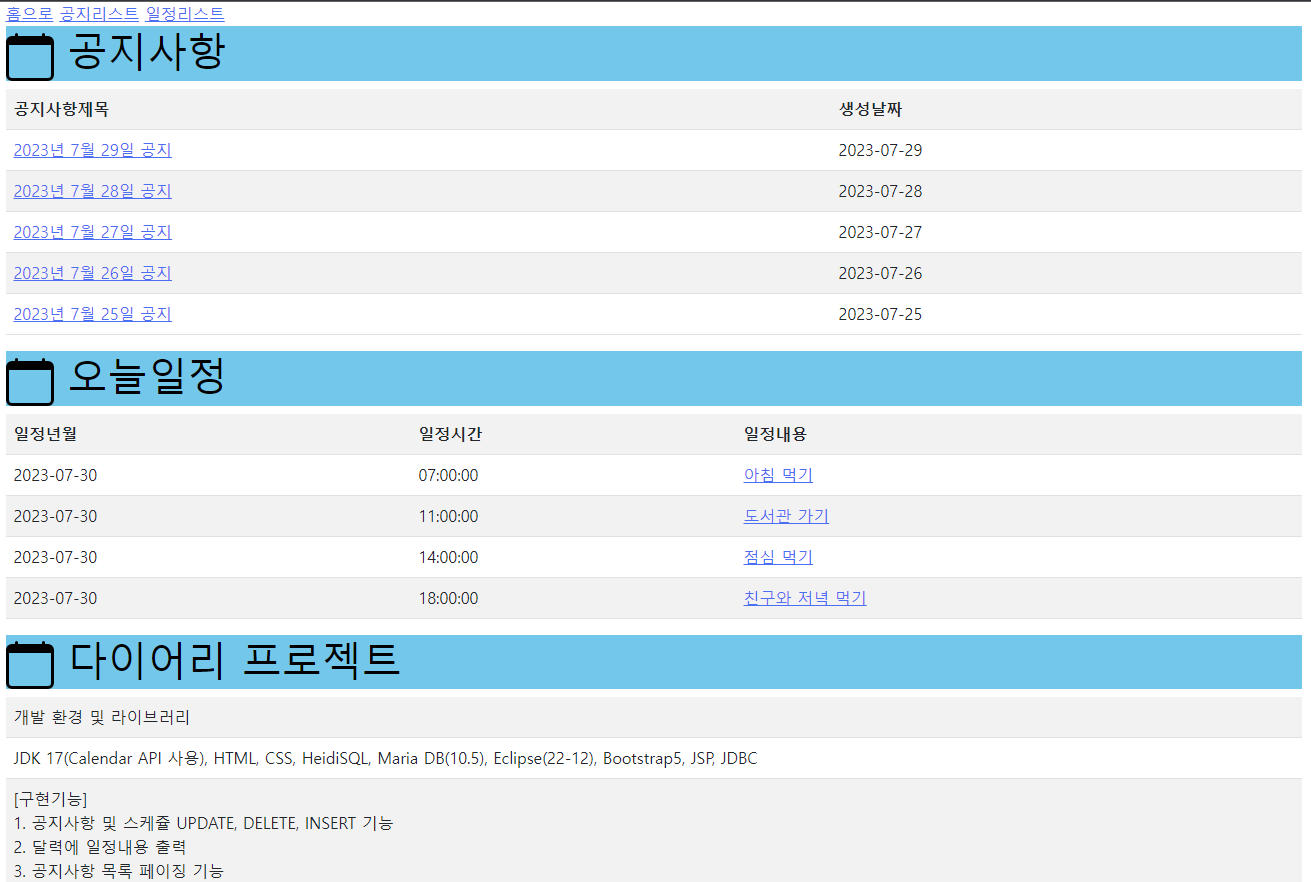 홈으로 공지리스트 일정리스트
공지사항
공지사항제목 생성날짜
2023년 7월 29일 공지 2023-07-29
2023년 7월 28일 공지 2023-07-28
2023년 7월 27일 공지 2023-07-27
2023년 7월 26일 공지 2023-07-26
2023년 7월 25일 공지 2023-07-25
오늘일정
일정년월 일정시간 일정내용
2023-07-30 07:00:00 아침 먹기
2023-07-30 11:00:00 도서관 가기
2023-07-30 14:00:00 점심 먹기
2023-07-30 18:00:00 친구와 저녁 먹기
다이어리 프로젝트
개발 환경 및 라이브러리
JDK 17(Calendar API 사용), HTML, CSS, HeidiSQL, Maria DB(10.5), Eclipse(22-12), Bootstrap5, JSP, JDBC
[구현기능]
1. 공지사항 및 스케쥴 UPDATE, DELETE, INSERT 기능
2. 달력에 일정내용 출력
3. 공지사항 목록 페이징 기능